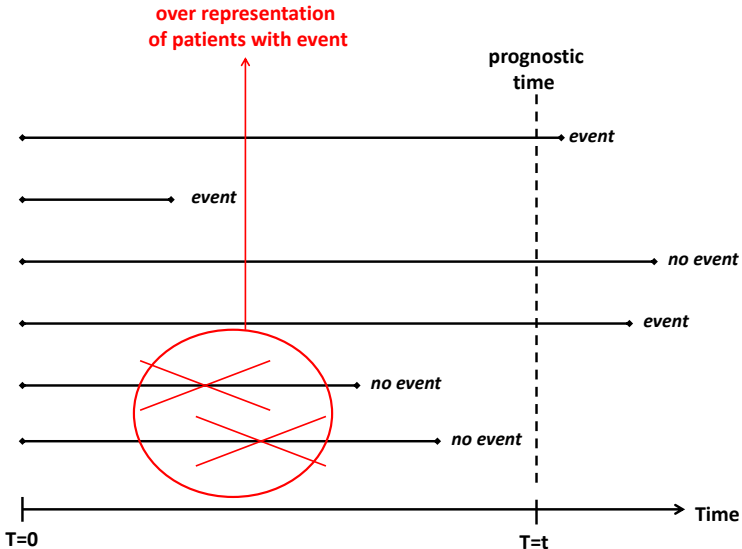 over representation
of patients with event
prognostic
time
event
event
no event
event
no event
no event
Time
T=0
T=t